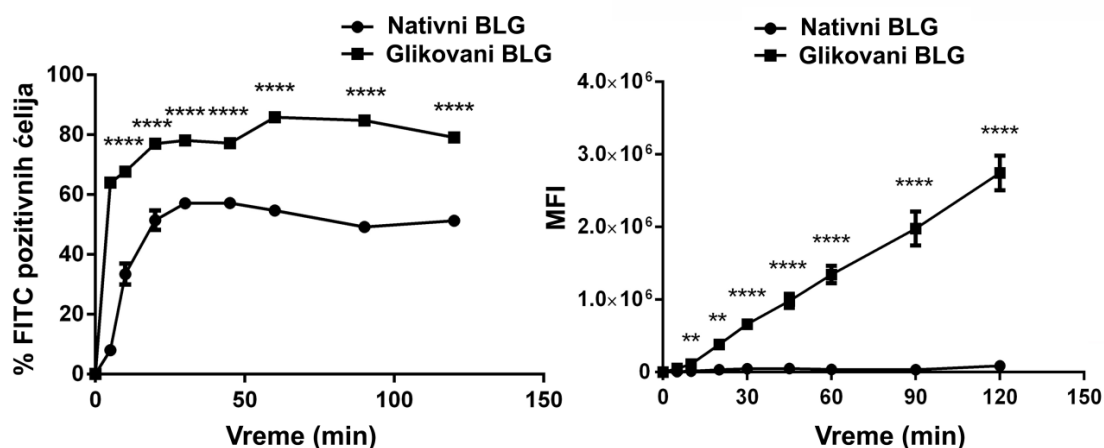 Nativni BLG
Glikovani BLG
% FITC pozitivnih ćelija
100
80
60
40
20
0
**** **** **** **** **** **** ****
0 50 100 150
Vreme (min)
Nativni BLG
Glikovani BLG
MFI
4.0×10⁶
3.0×10⁶
2.0×10⁶
1.0×10⁶
0
** ** **** **** **** **** ****
0 30 60 90 120 150
Vreme (min)